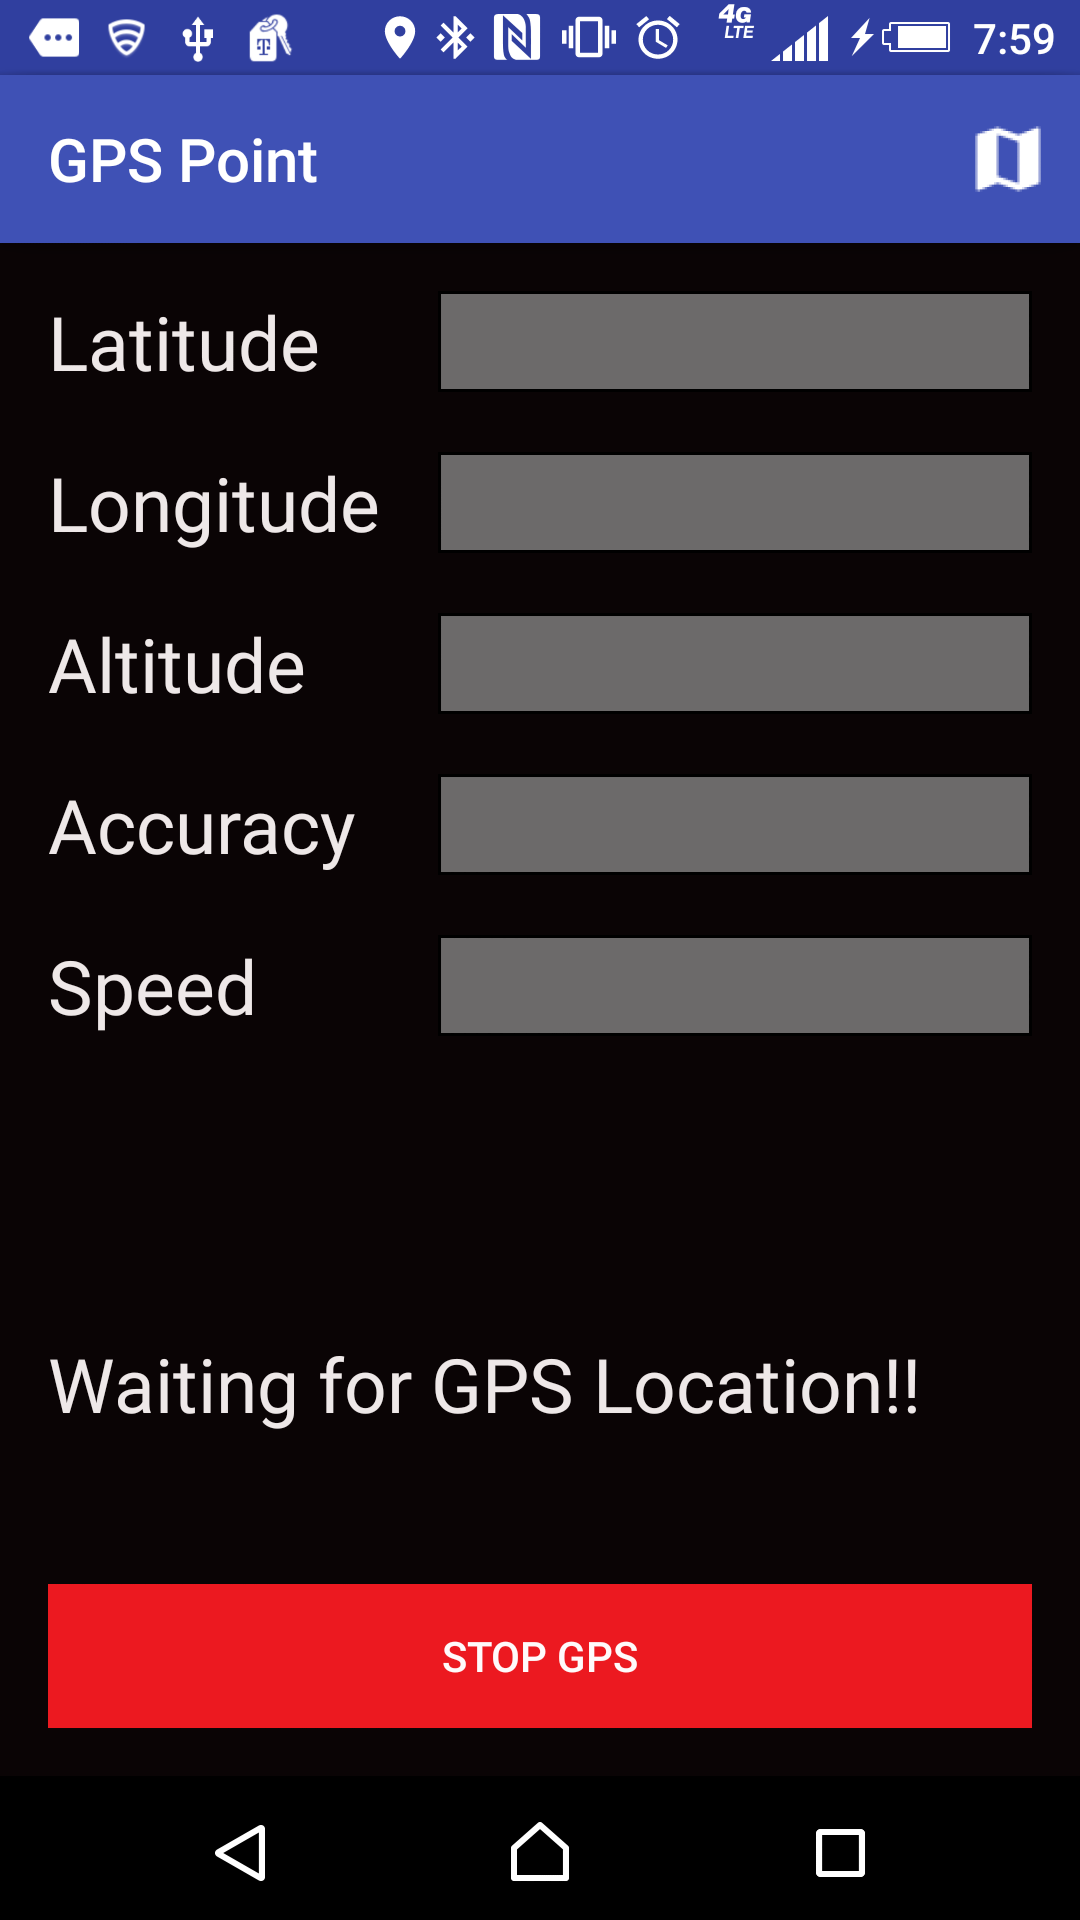 4G
LTE
7:59
GPS Point
Latitude
Longitude
Altitude
Accuracy
Speed
Waiting for GPS Location!!
STOP GPS